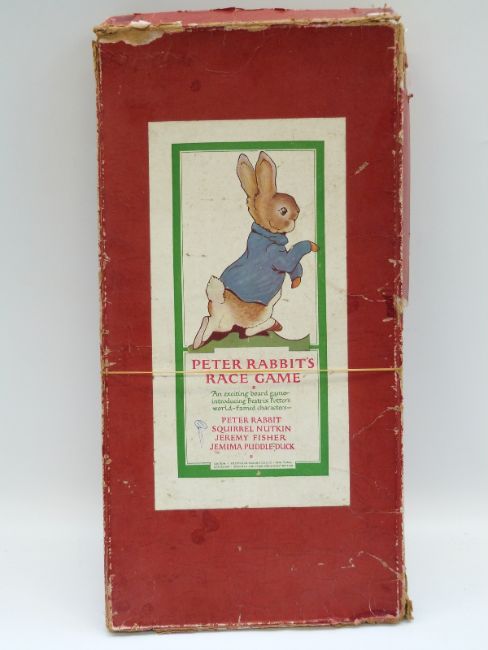 PETER RABBIT'S
RACE GAME
An exciting board game
introducing Beatrix Potter's
world-famed characters—
PETER RABBIT
SQUIRREL NUTKIN
JEREMY FISHER
JEMIMA PUDDLE-DUCK